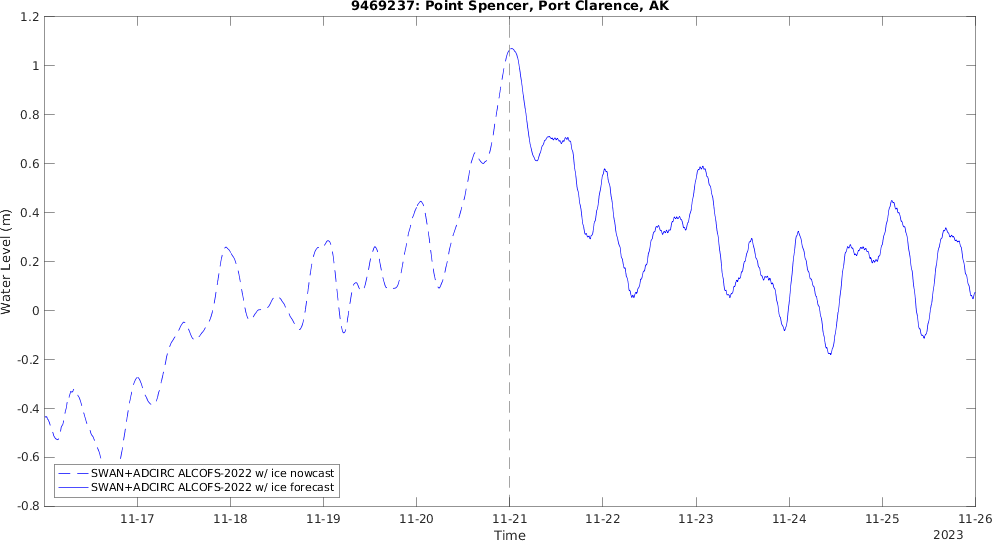 9469237: Point Spencer, Port Clarence, AK
1.2
1
0.8
0.6
0.4
0.2
0
-0.2
-0.4
-0.6
-0.8
Water Level (m)
SWAN+ADCIRC ALCOFS-2022 w/ ice nowcast
SWAN+ADCIRC ALCOFS-2022 w/ ice forecast
11-17 11-18 11-19 11-20 11-21 11-22 11-23 11-24 11-25 11-26
Time
2023